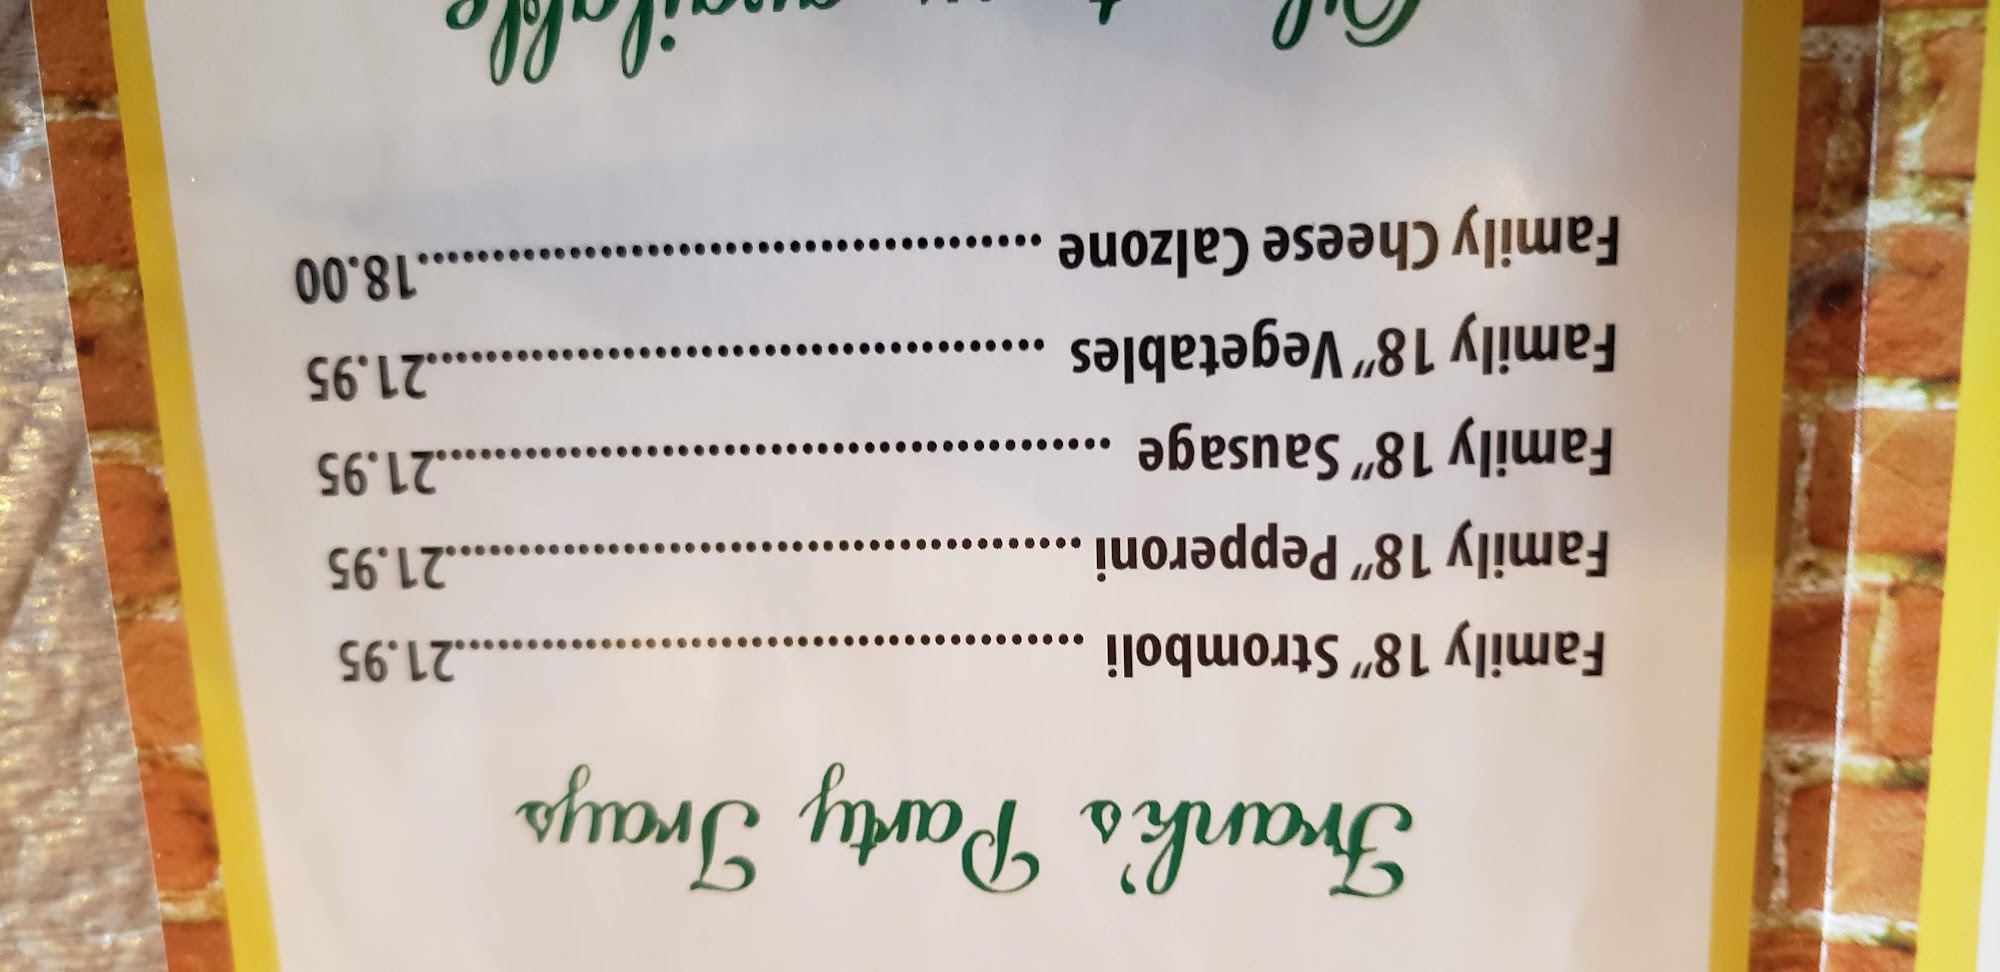 Frank's Party Trays
Family 18" Stromboli ........................................21.95
Family 18" Pepperoni ........................................21.95
Family 18" Sausage ........................................21.95
Family 18" Vegetables ........................................21.95
Family Cheese Calzone ........................................18.00
available